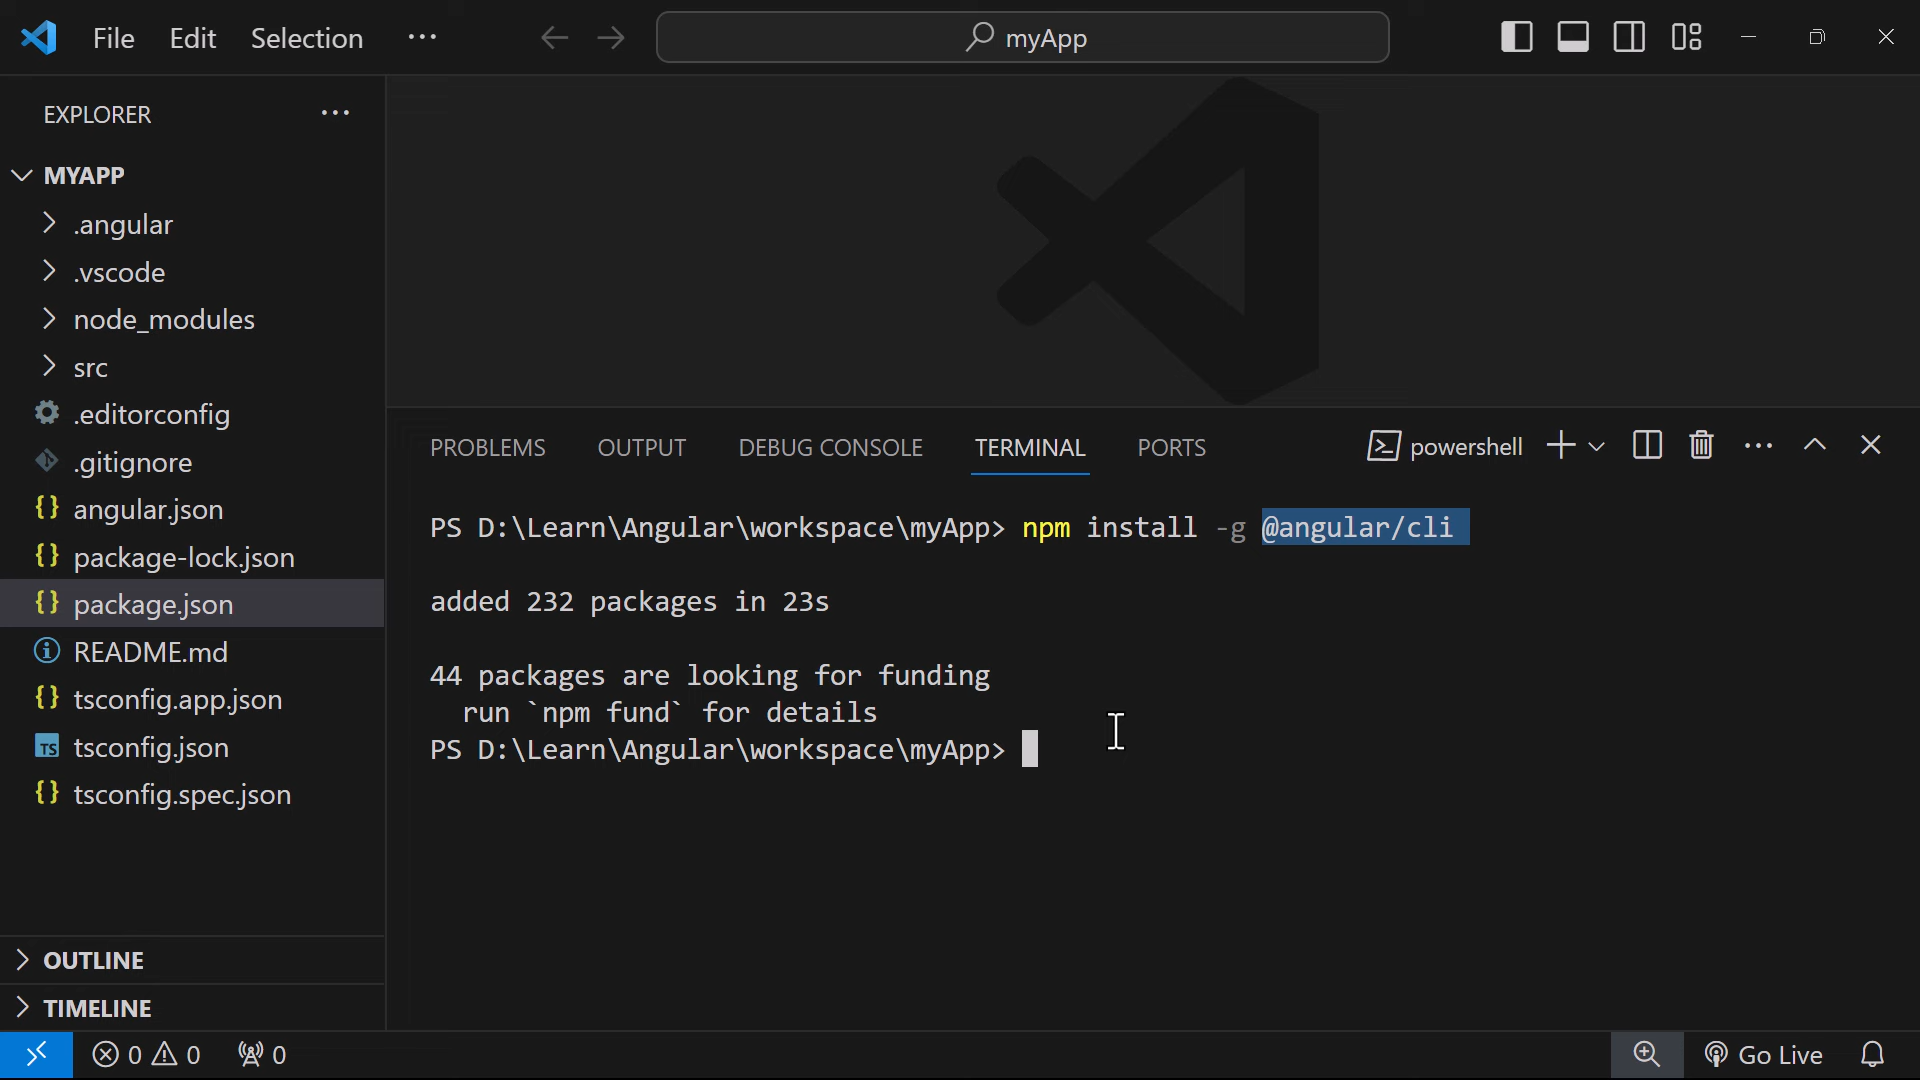 File Edit Selection ···
myApp
EXPLORER ···
MYAPP
.angular
.vscode
node_modules
src
.editorconfig
.gitignore
angular.json
package-lock.json
package.json
README.md
tsconfig.app.json
tsconfig.json
tsconfig.spec.json
OUTLINE
TIMELINE
PROBLEMS OUTPUT DEBUG CONSOLE TERMINAL PORTS powershell
PS D:\Learn\Angular\workspace\myApp> npm install -g @angular/cli
added 232 packages in 23s
44 packages are looking for funding
run `npm fund` for details
PS D:\Learn\Angular\workspace\myApp>
0 0 0 Go Live